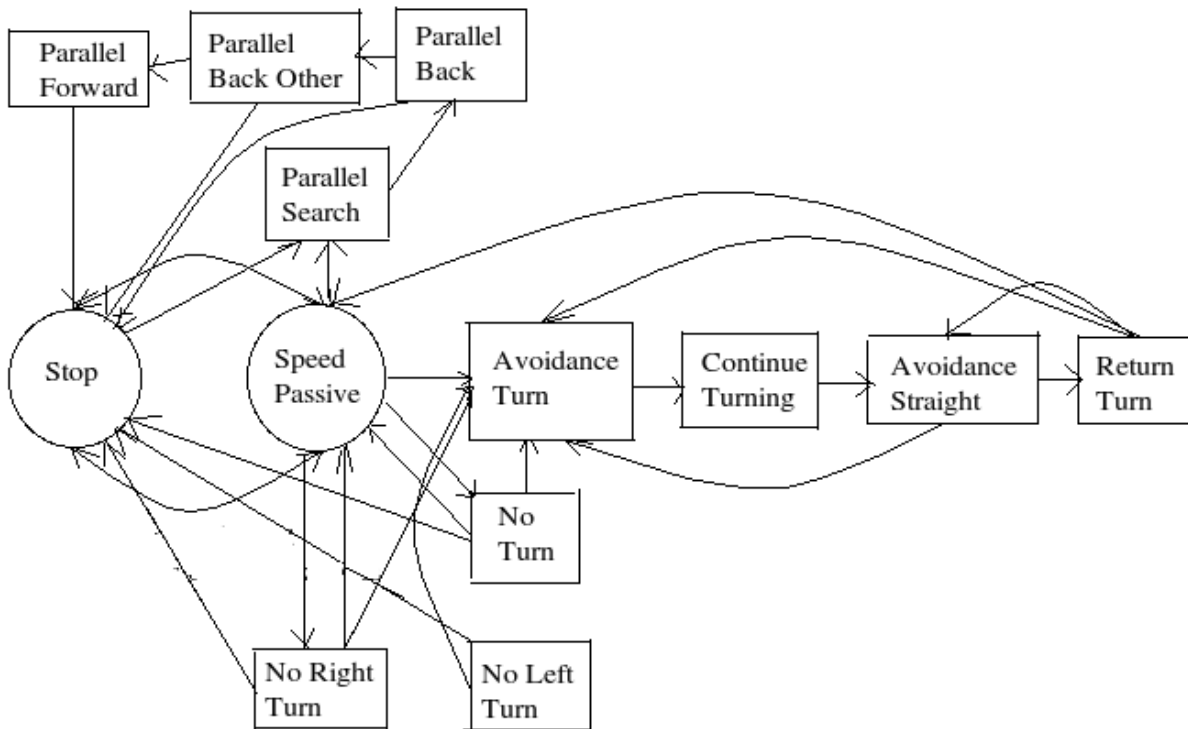 Parallel
Forward
Parallel
Back Other
Parallel
Back
Parallel
Search
Stop
Speed
Passive
Avoidance
Turn
Continue
Turning
Avoidance
Straight
Return
Turn
No
Turn
No Right
Turn
No Left
Turn